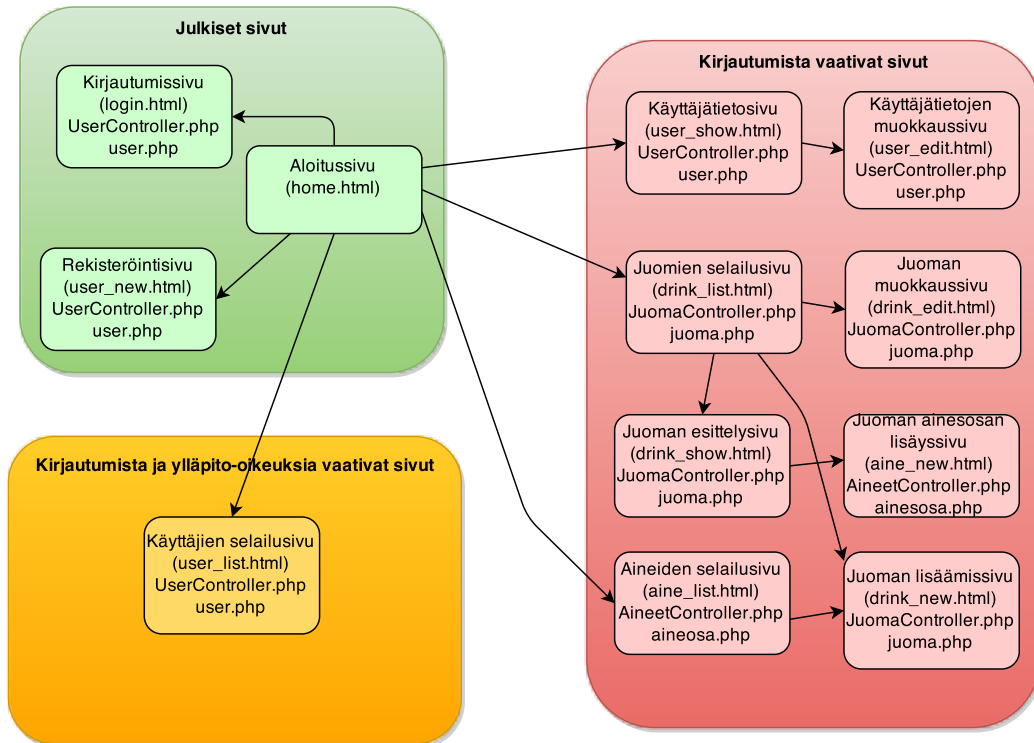 Julkiset sivut
Kirjautumissivu
(login.html)
UserController.php
user.php
Aloitussivu
(home.html)
Rekisteröintisivu
(user_new.html)
UserController.php
user.php
Kirjautumista ja ylläpito-oikeuksia vaativat sivut
Käyttäjien selailusivu
(user_list.html)
UserController.php
user.php
Kirjautumista vaativat sivut
Käyttäjätietosivu
(user_show.html)
UserController.php
user.php
Käyttäjätietojen
muokkaussivu
(user_edit.html)
UserController.php
user.php
Juomien selailusivu
(drink_list.html)
JuomaController.php
juoma.php
Juoman
muokkaussivu
(drink_edit.html)
JuomaController.php
juoma.php
Juoman esittelysivu
(drink_show.html)
JuomaController.php
juoma.php
Juoman ainesosan
lisäyssivu
(aine_new.html)
AineetController.php
ainesosa.php
Aineiden selailusivu
(aine_list.html)
AineetController.php
aineosa.php
Juoman lisäämissivu
(drink_new.html)
JuomaController.php
juoma.php